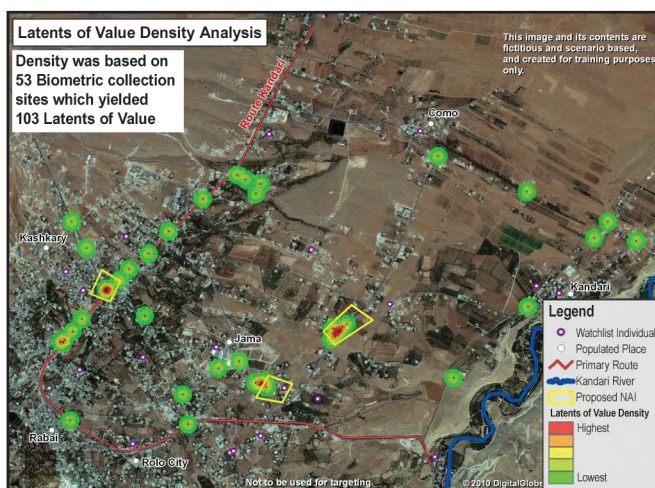 Latents of Value Density Analysis
Density was based on
53 Biometric collection
sites which yielded
103 Latents of Value
This image and its contents are
fictitious and scenario based,
and created for training purposes
only.
Route Kandari
Como
Kashkary
Kandari
Jama
Rabai
Rolo City
Legend
Watchlist Individual
Populated Place
Primary Route
Kandari River
Proposed NAI
Latents of Value Density
Highest
Lowest
Not to be used for targeting
© 2010 DigitalGlobe